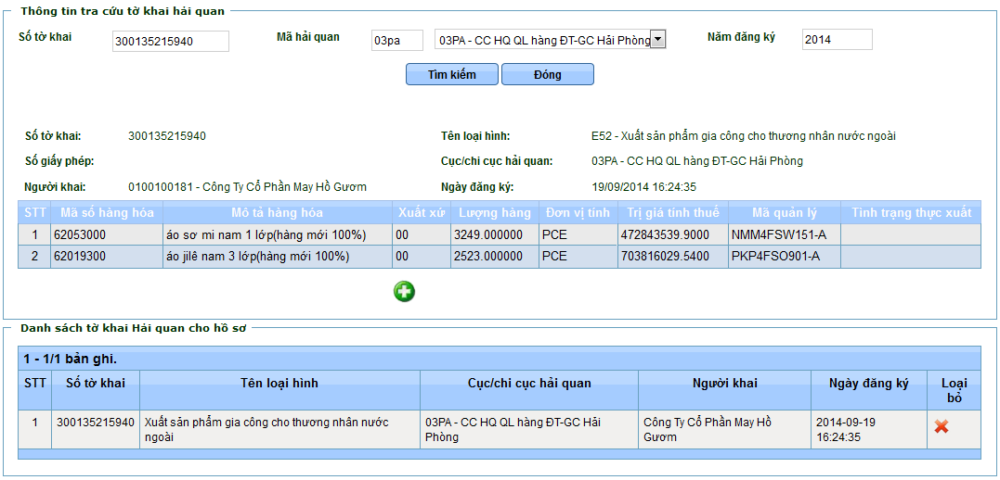 Thông tin tra cứu tờ khai hải quan
Số tờ khai 300135215940 Mã hải quan 03pa 03PA - CC HQ QL hàng ĐT-GC Hải Phòng Năm đăng ký 2014
Tìm kiếm Đóng
Số tờ khai: 300135215940 Tên loại hình: E52 - Xuất sản phẩm gia công cho thương nhân nước ngoài
Số giấy phép: Cục/chi cục hải quan: 03PA - CC HQ QL hàng ĐT-GC Hải Phòng
Người khai: 0100100181 - Công Ty Cổ Phần May Hồ Gươm Ngày đăng ký: 19/09/2014 16:24:35
STT Mã số hàng hóa Mô tả hàng hóa Xuất xứ Lượng hàng Đơn vị tính Trị giá tính thuế Mã quản lý Tình trạng thực xuất
1 62053000 áo sơ mi nam 1 lớp(hàng mới 100%) 00 3249.000000 PCE 472843539.9000 NMM4FSW151-A
2 62019300 áo jilê nam 3 lớp(hàng mới 100%) 00 2523.000000 PCE 703816029.5400 PKP4FSO901-A
Danh sách tờ khai Hải quan cho hồ sơ
1 - 1/1 bản ghi.
STT Số tờ khai Tên loại hình Cục/chi cục hải quan Người khai Ngày đăng ký Loại
bỏ
1 300135215940 Xuất sản phẩm gia công cho thương nhân nước 03PA - CC HQ QL hàng ĐT-GC Hải Công Ty Cổ Phần May Hồ 2014-09-19
ngoài Phòng Gươm 16:24:35